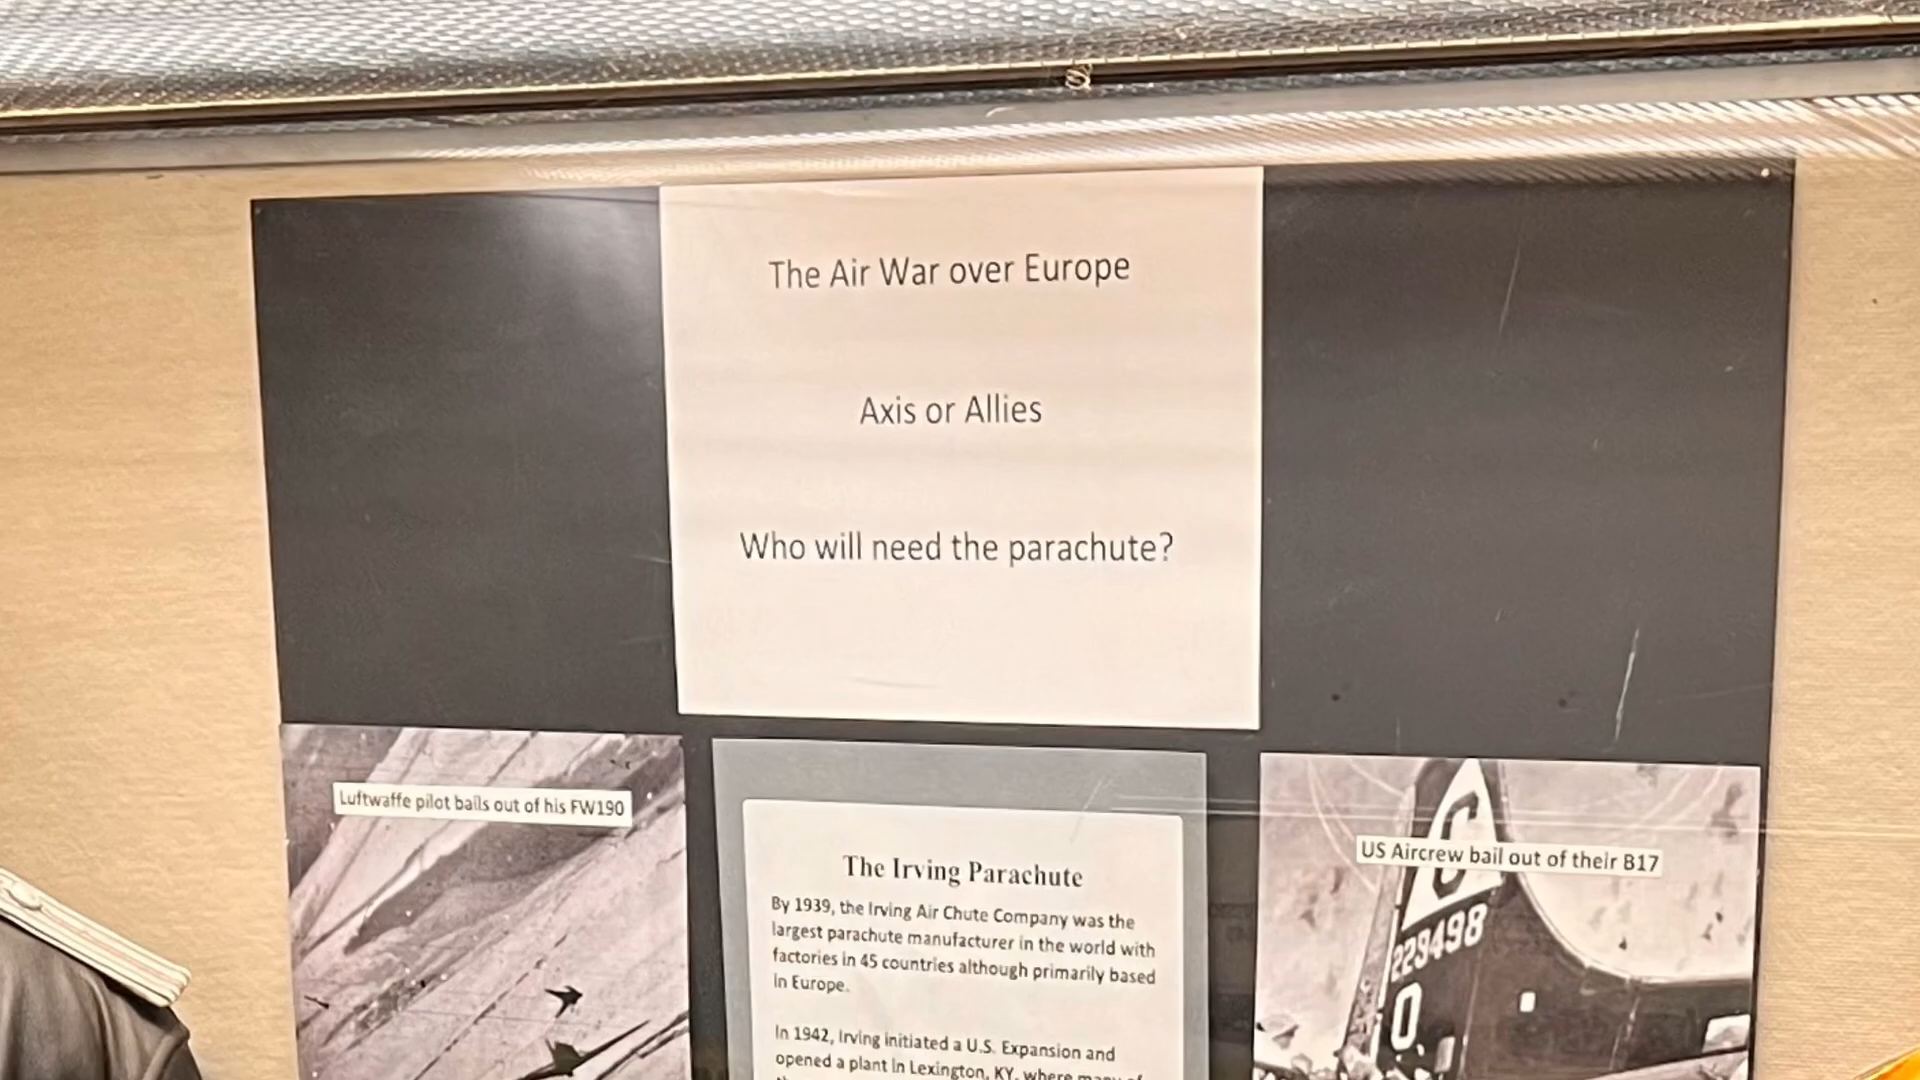 The Air War over Europe
Axis or Allies
Who will need the parachute?
Luftwaffe pilot bails out of his FW190
The Irving Parachute
By 1939, the Irving Air Chute Company was the
largest parachute manufacturer in the world with
factories in 45 countries although primarily based
in Europe.
In 1942, Irving initiated a U.S. Expansion and
opened a plant in Lexington, KY, where many of
US Aircrew bail out of their B17
G
229498
O